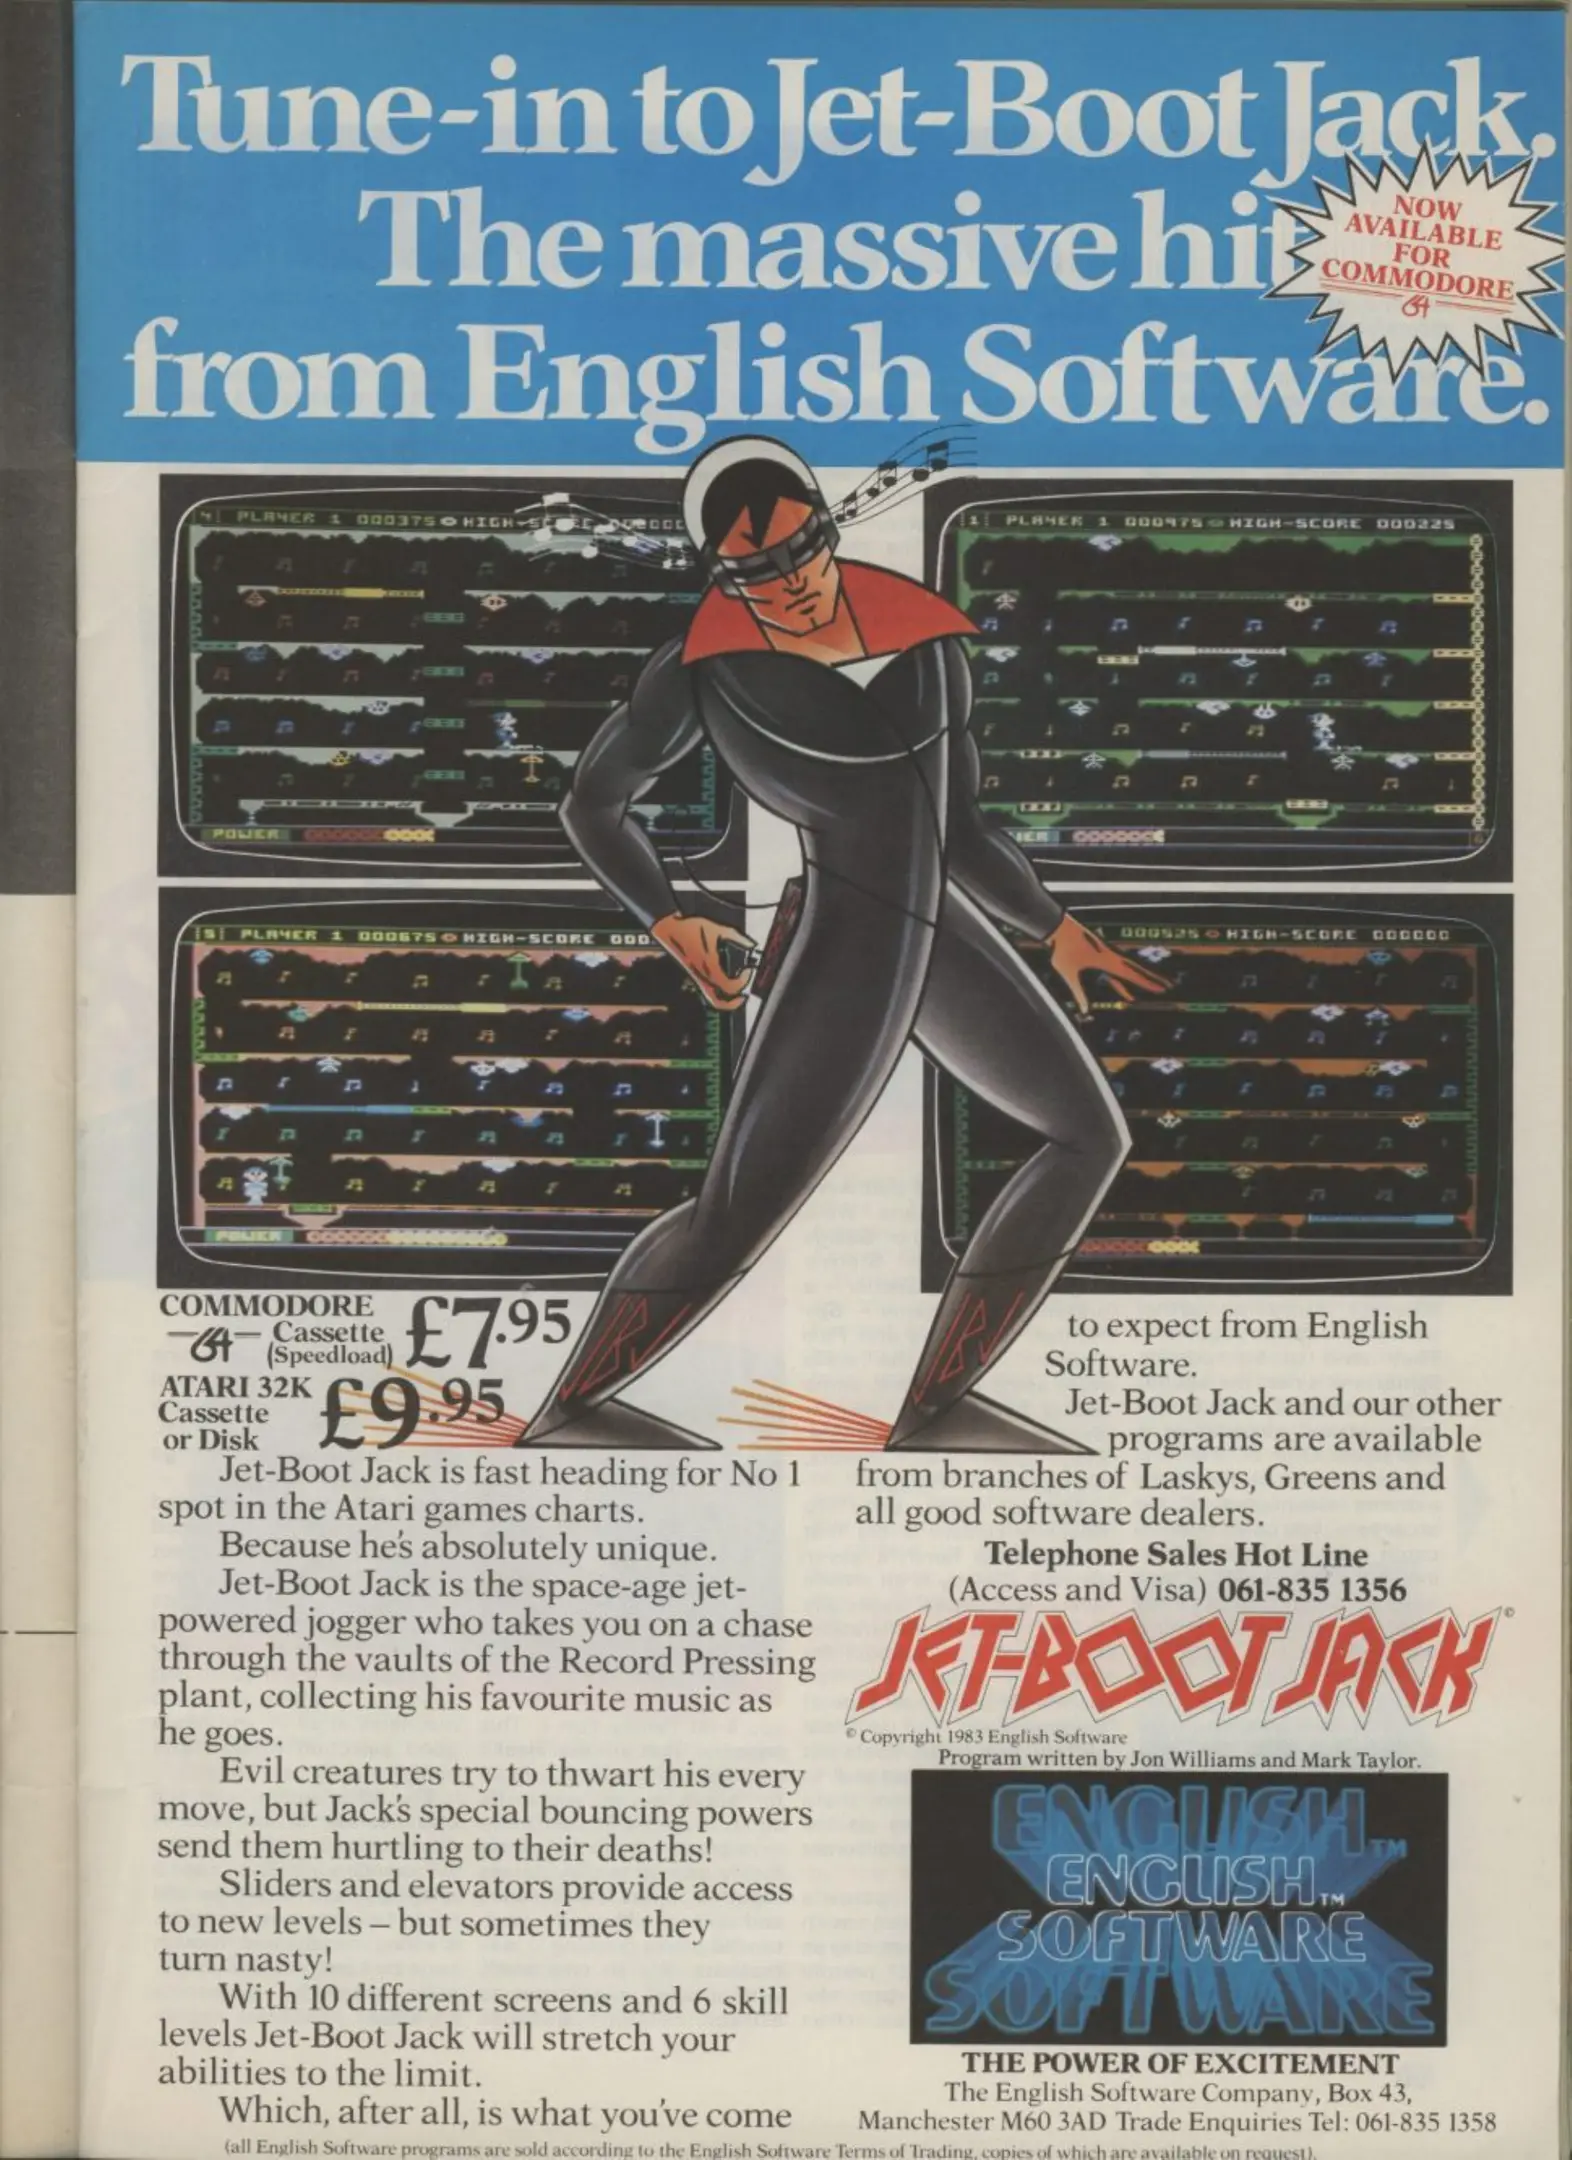 Tune-in to Jet-Boot Jack.
The massive hit
from English Software.
NOW
AVAILABLE
FOR
COMMODORE
64
4 PLAYER 1 000375 HIGH-SCORE
POWER
1 PLAYER 1 000975 HIGH-SCORE 000225
5 PLAYER 1 000675 HIGH-SCORE 000
POWER
000525 HIGH-SCORE 000000
COMMODORE
64 Cassette
(Speedload)
£7.95
ATARI 32K
Cassette
or Disk
£9.95
JBJ
JBJ
Jet-Boot Jack is fast heading for No 1
spot in the Atari games charts.
Because he's absolutely unique.
Jet-Boot Jack is the space-age jet-
powered jogger who takes you on a chase
through the vaults of the Record Pressing
plant, collecting his favourite music as
he goes.
Evil creatures try to thwart his every
move, but Jack's special bouncing powers
send them hurtling to their deaths!
Sliders and elevators provide access
to new levels – but sometimes they
turn nasty!
With 10 different screens and 6 skill
levels Jet-Boot Jack will stretch your
abilities to the limit.
Which, after all, is what you've come
to expect from English
Software.
Jet-Boot Jack and our other
programs are available
from branches of Laskys, Greens and
all good software dealers.
Telephone Sales Hot Line
(Access and Visa) 061-835 1356
JET-BOOT JACK ©
© Copyright 1983 English Software
Program written by Jon Williams and Mark Taylor.
ENGLISH TM
ENGLISH TM
SOFTWARE
SOFTWARE
THE POWER OF EXCITEMENT
The English Software Company, Box 43,
Manchester M60 3AD Trade Enquiries Tel: 061-835 1358
(all English Software programs are sold according to the English Software Terms of Trading, copies of which are available on request).